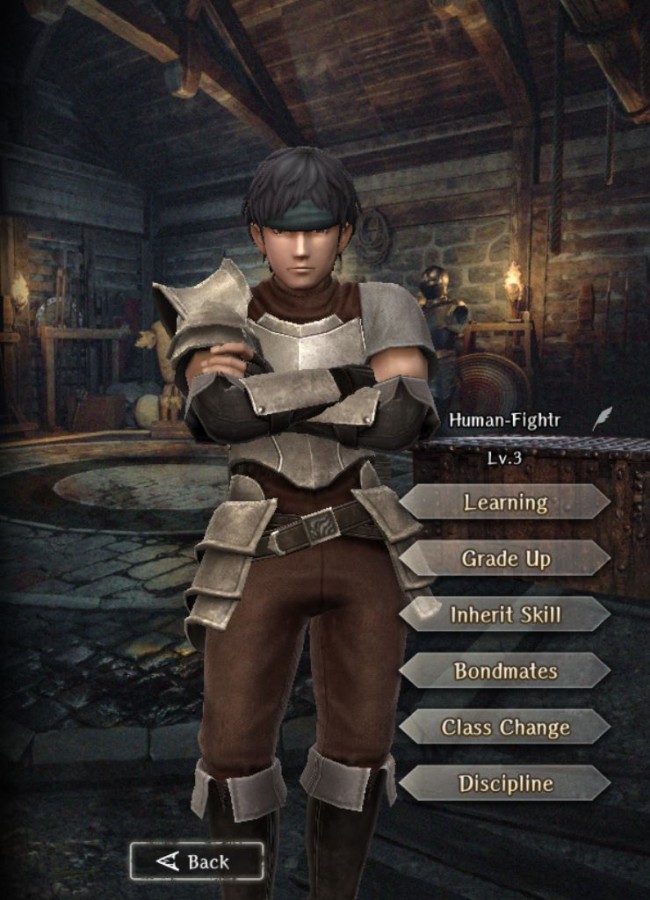 Human-Fightr
Lv.3
Learning
Grade Up
Inherit Skill
Bondmates
Class Change
Discipline
Back